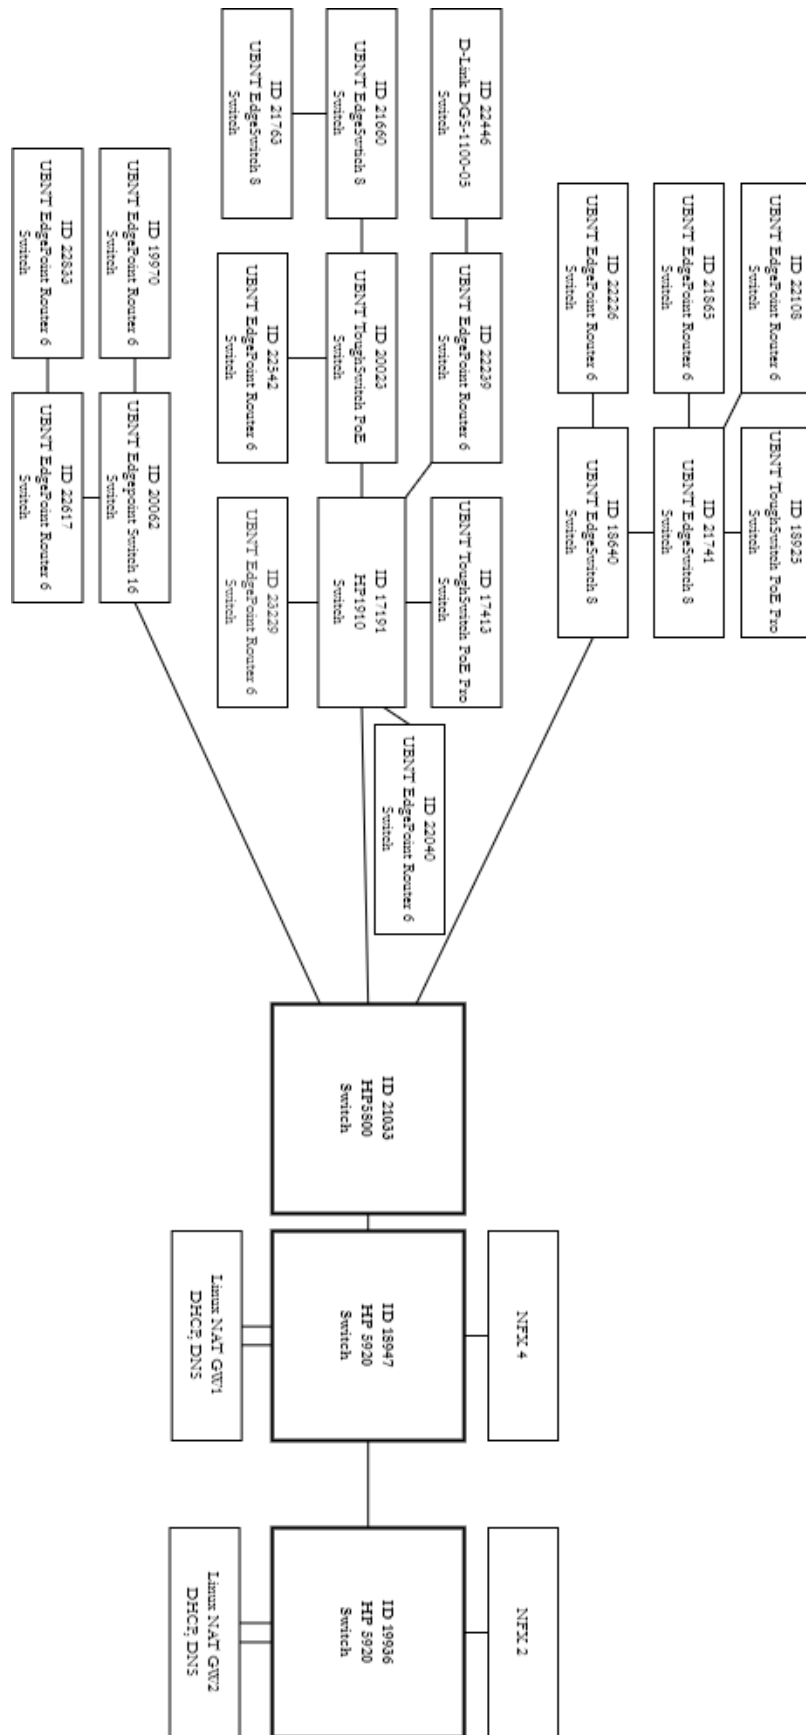 ID 22108
UBNT EdgePoint Router 6
Switch
ID 18925
UBNT ToughSwitch PoE Pro
Switch
ID 21865
UBNT EdgePoint Router 6
Switch
ID 21741
UBNT EdgeSwitch 8
Switch
ID 22226
UBNT EdgePoint Router 6
Switch
ID 18640
UBNT EdgeSwitch 8
Switch
NFX 4
NFX 2
ID 22446
D-Link DGS-1100-05
Switch
ID 22239
UBNT EdgePoint Router 6
Switch
ID 17413
UBNT ToughSwitch PoE Pro
Switch
ID 22040
UBNT EdgePoint Router 6
Switch
ID 21660
UBNT EdgeSwtich 8
Switch
ID 20023
UBNT ToughSwitch PoE
Switch
ID 17191
HP1910
Switch
ID 21033
HP5800
Switch
ID 18947
HP 5920
Switch
ID 19936
HP 5920
Switch
ID 21763
UBNT EdgeSwitch 8
Switch
ID 22542
UBNT EdgePoint Router 6
Switch
ID 23229
UBNT EdgePoint Router 6
Switch
Linux NAT GW1
DHCP, DNS
Linux NAT GW2
DHCP, DNS
ID 19970
UBNT EdgePoint Router 6
Switch
ID 20062
UBNT Edgepoint Switch 16
Switch
ID 22833
UBNT EdgePoint Router 6
Switch
ID 22617
UBNT EdgePoint Router 6
Switch